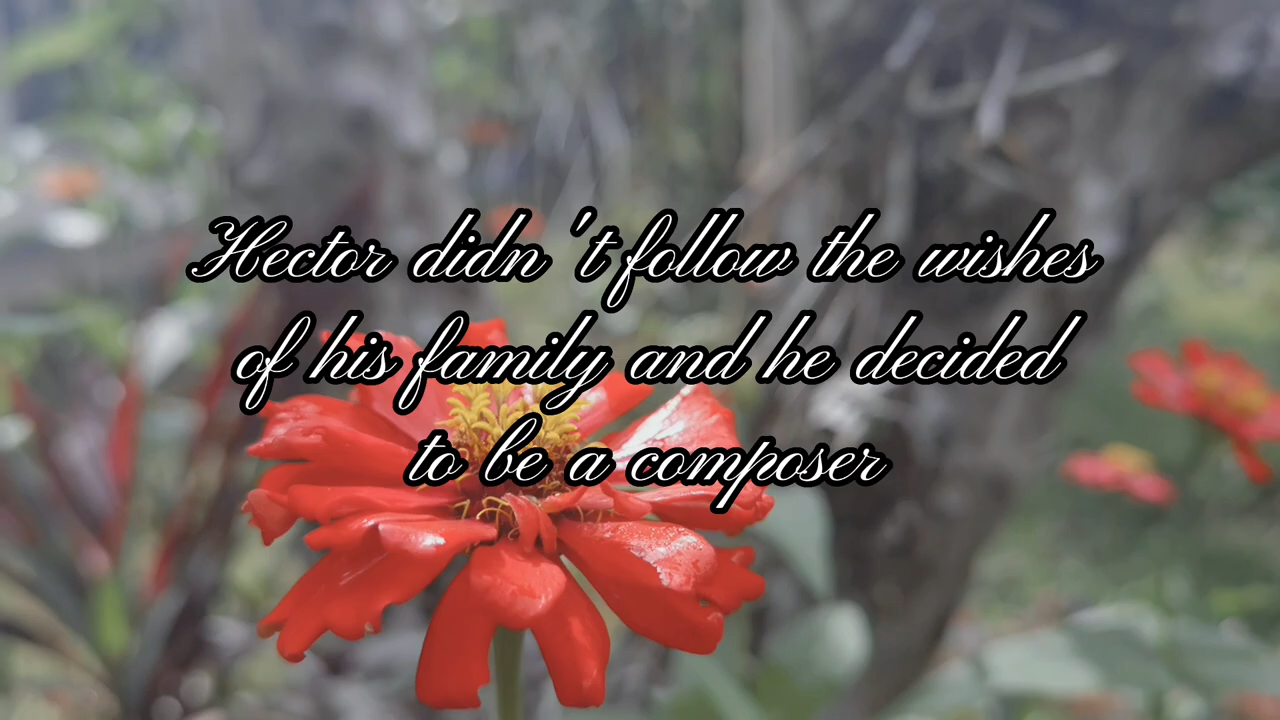 Hector didn't follow the wishes
of his family and he decided
to be a composer